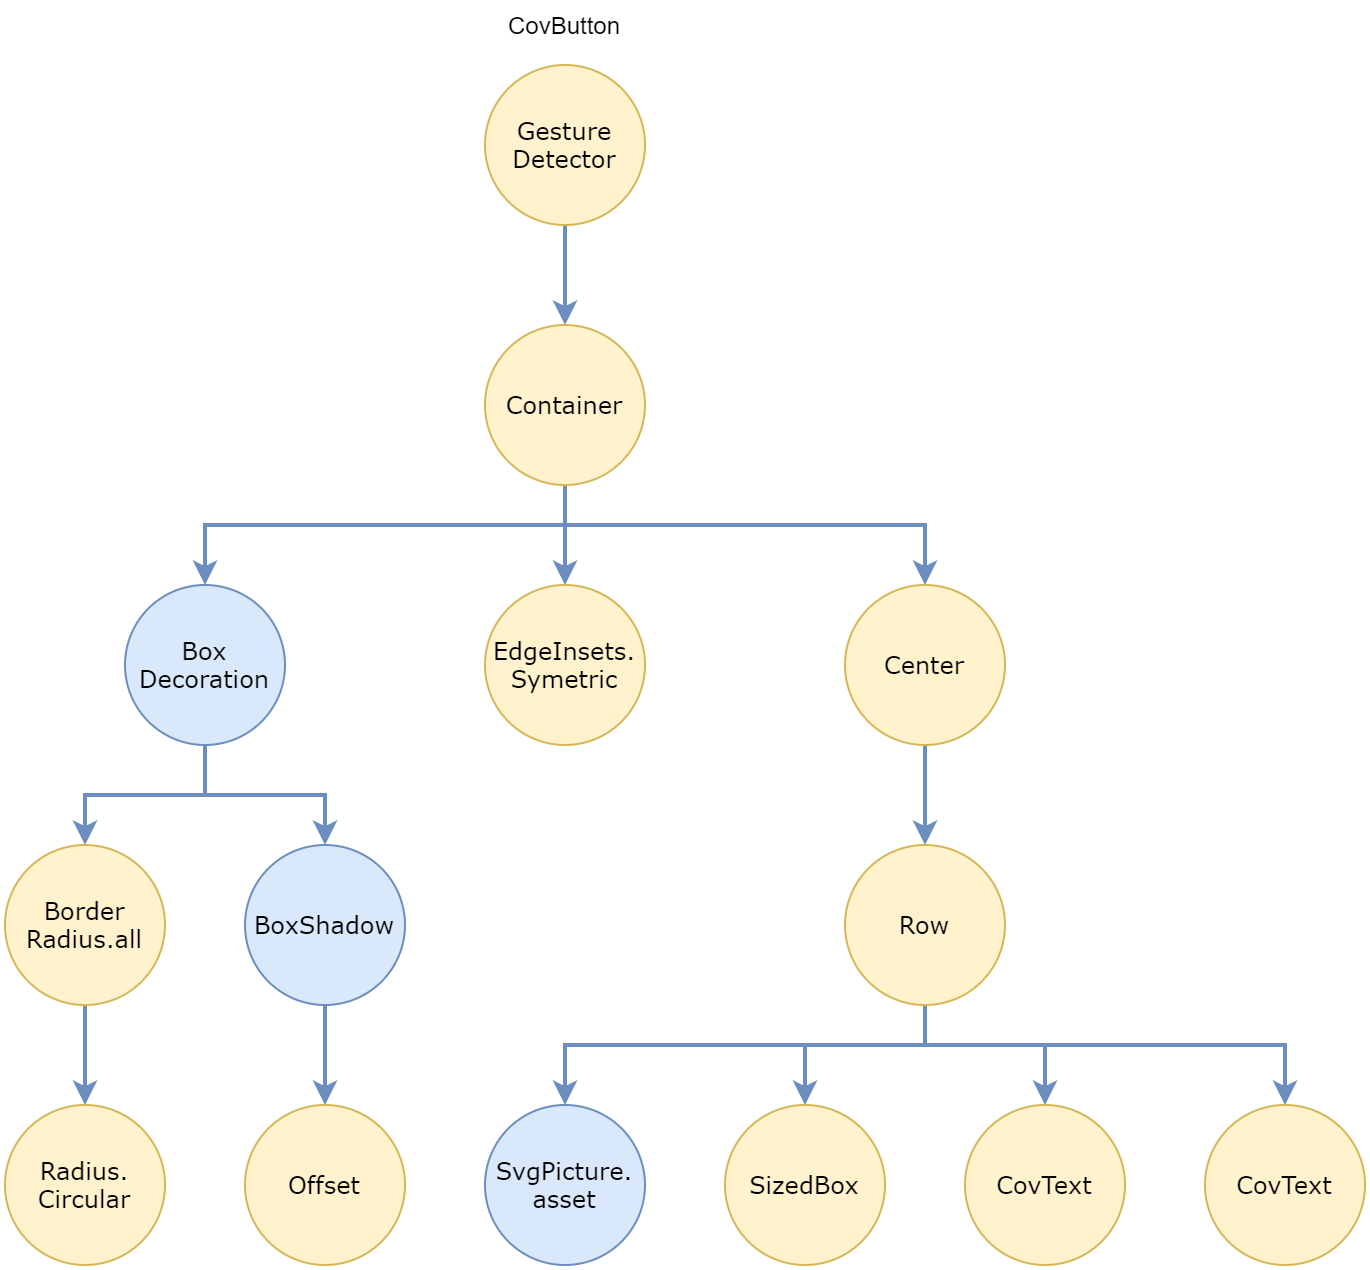 CovButton
Gesture
Detector
Container
Box
Decoration
EdgeInsets.
Symetric
Center
Border
Radius.all
BoxShadow
Row
Radius.
Circular
Offset
SvgPicture.
asset
SizedBox
CovText
CovText